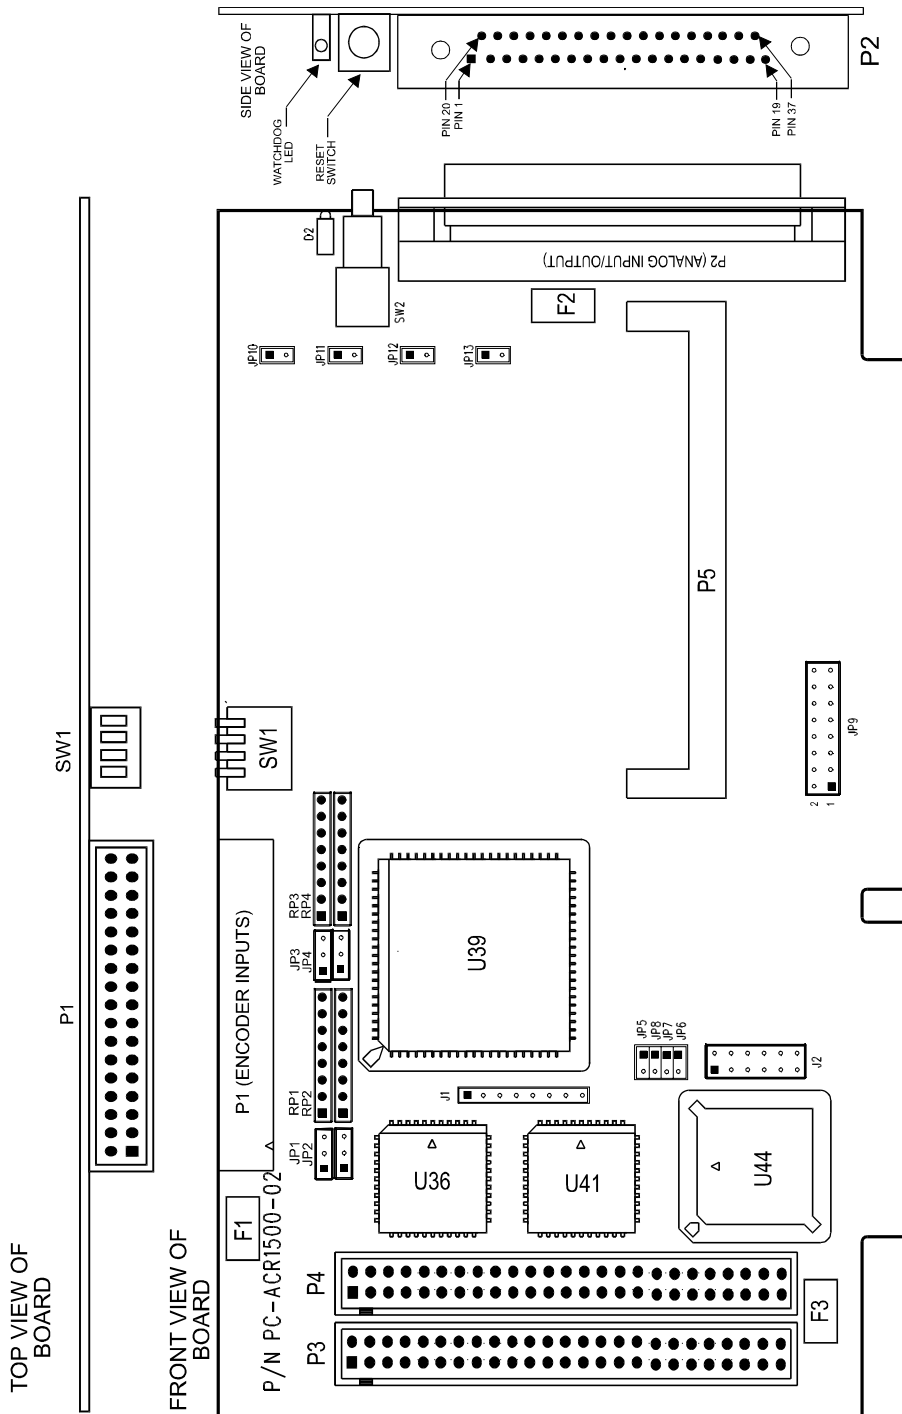 SIDE VIEW OF
BOARD
WATCHDOG
LED
RESET
SWITCH
PIN 20
PIN 1
PIN 19
PIN 37
P2
D2
SW2
P2 (ANALOG INPUT/OUTPUT)
F2
JP10
JP11
JP12
JP13
P5
SW1
SW1
JP9
2
1
P1
P1 (ENCODER INPUTS)
RP3
RP4
JP3
JP4
RP1
RP2
JP1
JP2
U39
J1
JP5
JP8
JP7
JP6
J2
U36
U41
U44
F1
P/N PC-ACR1500-02
P4
P3
F3
TOP VIEW OF
BOARD
FRONT VIEW OF
BOARD